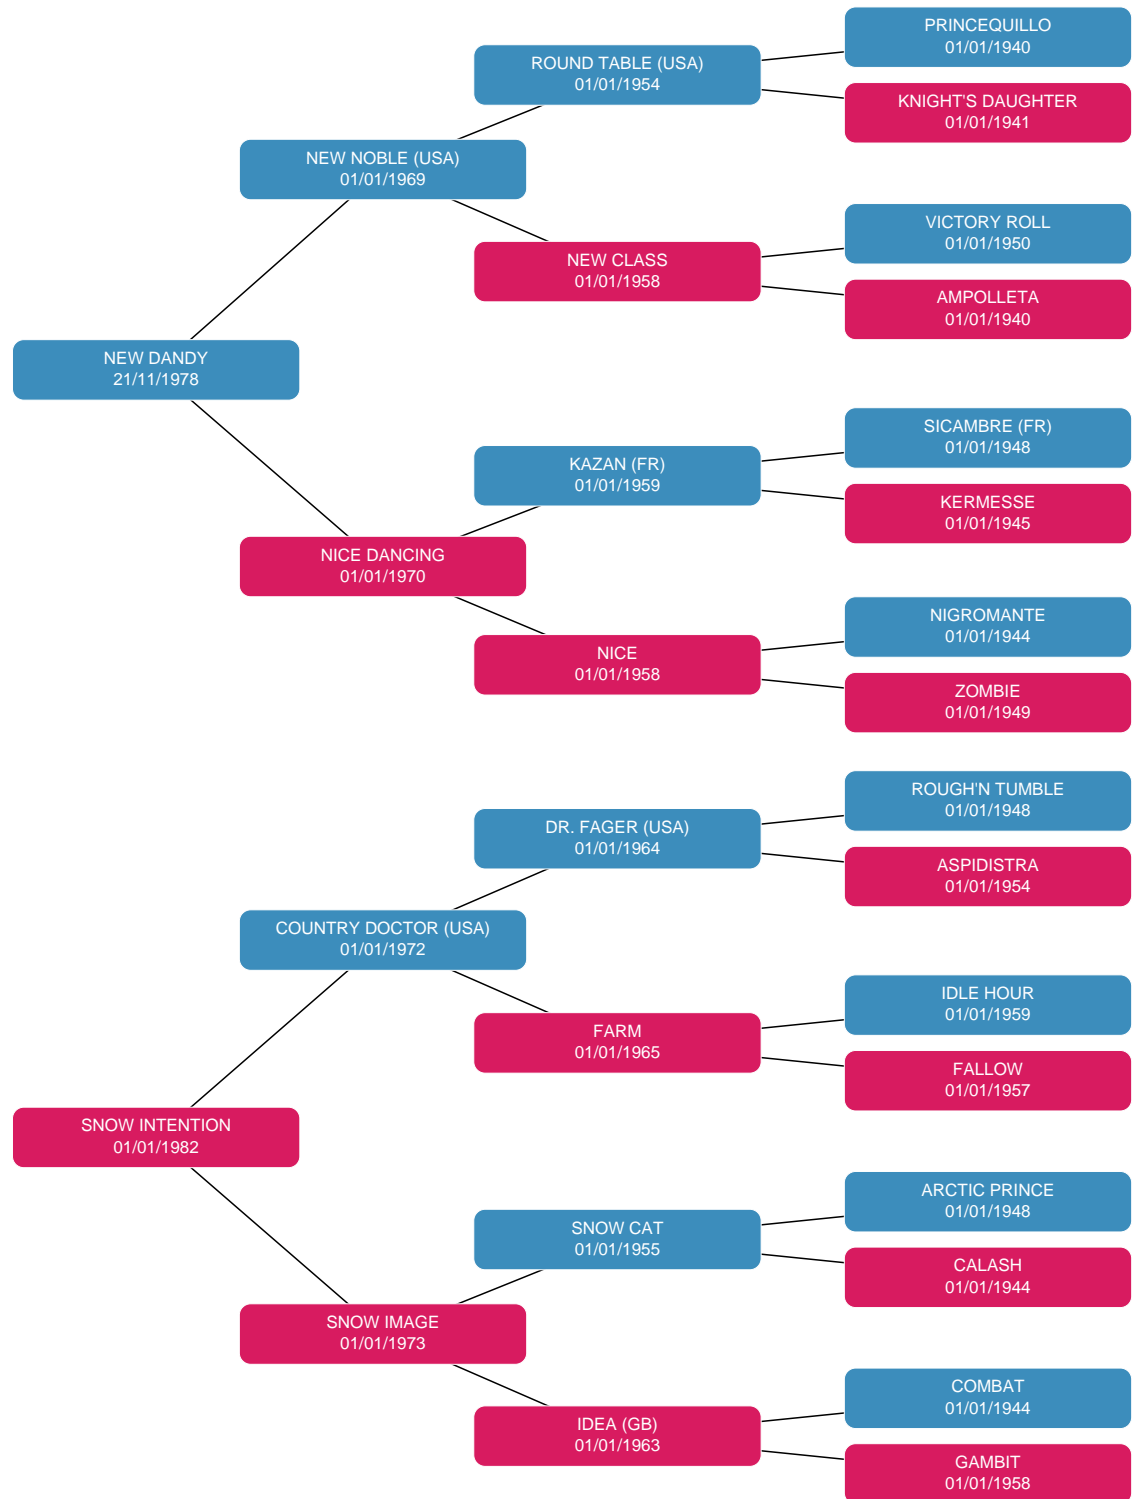 PRINCEQUILLO
01/01/1940
ROUND TABLE (USA)
01/01/1954
KNIGHT'S DAUGHTER
01/01/1941
NEW NOBLE (USA)
01/01/1969
VICTORY ROLL
01/01/1950
NEW CLASS
01/01/1958
AMPOLLETA
01/01/1940
NEW DANDY
21/11/1978
SICAMBRE (FR)
01/01/1948
KAZAN (FR)
01/01/1959
KERMESSE
01/01/1945
NICE DANCING
01/01/1970
NIGROMANTE
01/01/1944
NICE
01/01/1958
ZOMBIE
01/01/1949
ROUGH'N TUMBLE
01/01/1948
DR. FAGER (USA)
01/01/1964
ASPIDISTRA
01/01/1954
COUNTRY DOCTOR (USA)
01/01/1972
IDLE HOUR
01/01/1959
FARM
01/01/1965
FALLOW
01/01/1957
SNOW INTENTION
01/01/1982
ARCTIC PRINCE
01/01/1948
SNOW CAT
01/01/1955
CALASH
01/01/1944
SNOW IMAGE
01/01/1973
COMBAT
01/01/1944
IDEA (GB)
01/01/1963
GAMBIT
01/01/1958